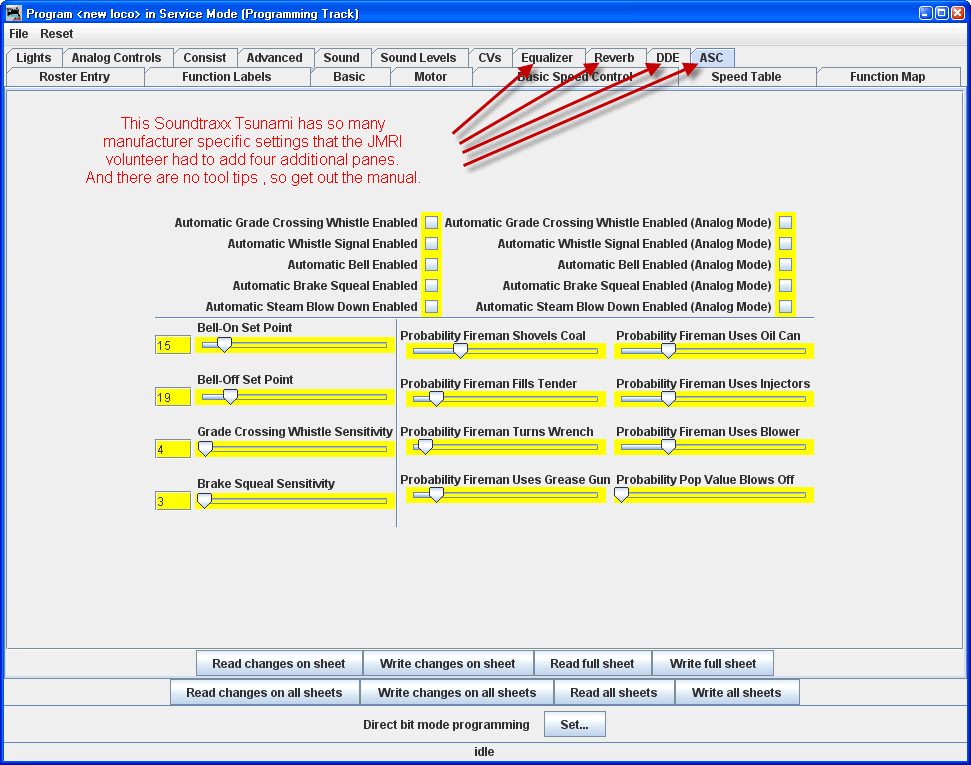 Program <new loco> in Service Mode (Programming Track)
File Reset
Lights Analog Controls Consist Advanced Sound Sound Levels CVs Equalizer Reverb DDE ASC
Roster Entry Function Labels Basic Motor Basic Speed Control Speed Table Function Map
This Soundtraxx Tsunami has so many
manufacturer specific settings that the JMRI
volunteer had to add four additional panes.
And there are no tool tips , so get out the manual.
Automatic Grade Crossing Whistle Enabled Automatic Grade Crossing Whistle Enabled (Analog Mode)
Automatic Whistle Signal Enabled Automatic Whistle Signal Enabled (Analog Mode)
Automatic Bell Enabled Automatic Bell Enabled (Analog Mode)
Automatic Brake Squeal Enabled Automatic Brake Squeal Enabled (Analog Mode)
Automatic Steam Blow Down Enabled Automatic Steam Blow Down Enabled (Analog Mode)
Bell-On Set Point
15
Bell-Off Set Point
19
Grade Crossing Whistle Sensitivity
4
Brake Squeal Sensitivity
3
Probability Fireman Shovels Coal Probability Fireman Uses Oil Can
Probability Fireman Fills Tender Probability Fireman Uses Injectors
Probability Fireman Turns Wrench Probability Fireman Uses Blower
Probability Fireman Uses Grease Gun Probability Pop Value Blows Off
Read changes on sheet Write changes on sheet Read full sheet Write full sheet
Read changes on all sheets Write changes on all sheets Read all sheets Write all sheets
Direct bit mode programming Set...
idle